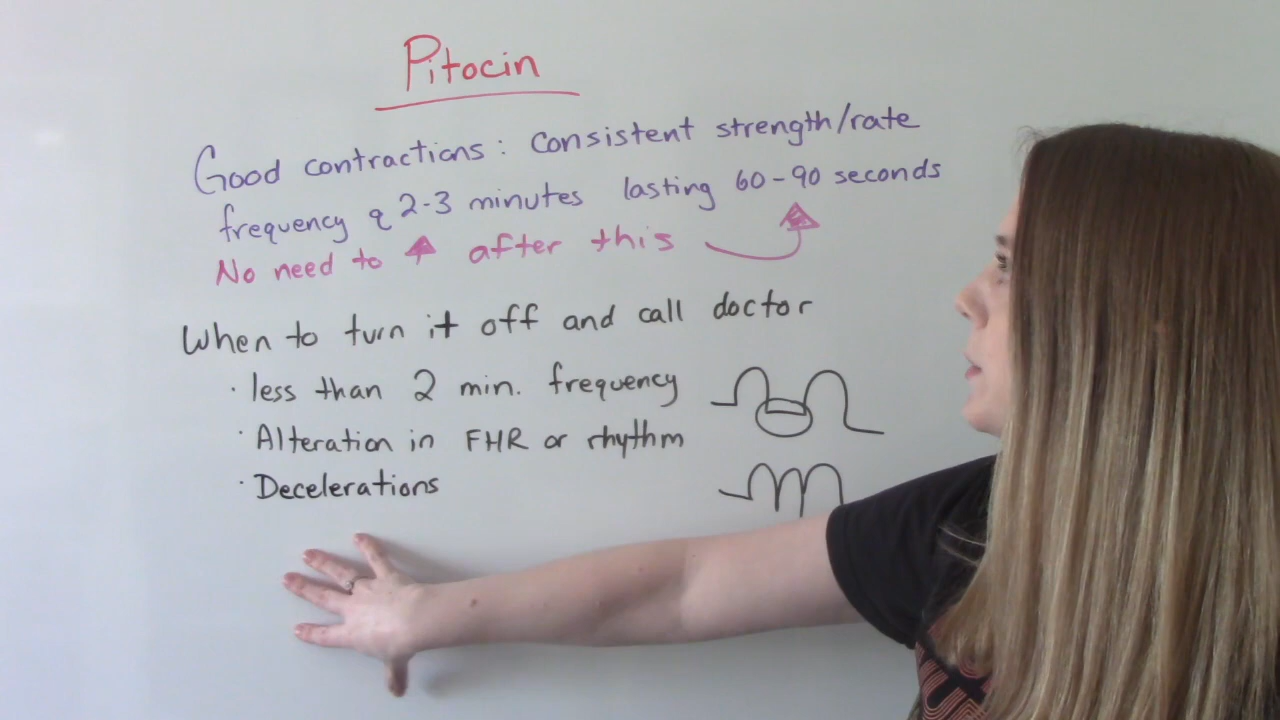 Pitocin
Good contractions: Consistent strength/rate
frequency q 2-3 minutes lasting 60-90 seconds
No need to ↑ after this
When to turn it off and call doctor
· less than 2 min. frequency
· Alteration in FHR or rhythm
· Decelerations